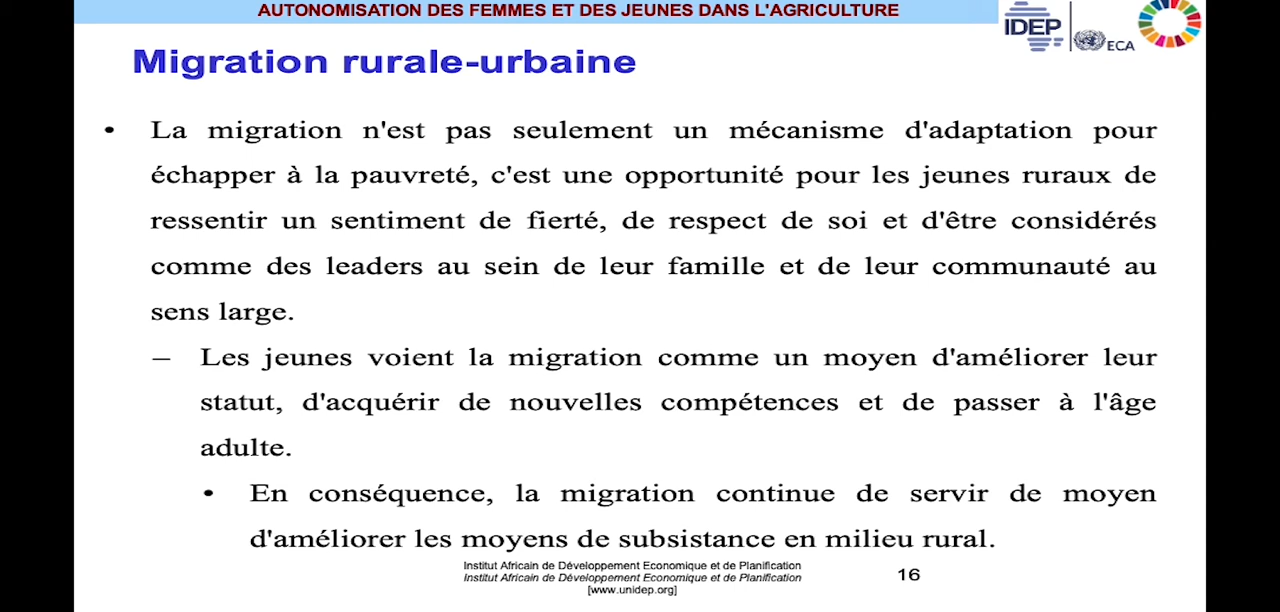 AUTONOMISATION DES FEMMES ET DES JEUNES DANS L'AGRICULTURE
IDEP
ECA
Migration rurale-urbaine
• La migration n'est pas seulement un mécanisme d'adaptation pour
échapper à la pauvreté, c'est une opportunité pour les jeunes ruraux de
ressentir un sentiment de fierté, de respect de soi et d'être considérés
comme des leaders au sein de leur famille et de leur communauté au
sens large.
– Les jeunes voient la migration comme un moyen d'améliorer leur
statut, d'acquérir de nouvelles compétences et de passer à l'âge
adulte.
• En conséquence, la migration continue de servir de moyen
d'améliorer les moyens de subsistance en milieu rural.
Institut Africain de Développement Economique et de Planification
Institut Africain de Développement Economique et de Planification
[www.unidep.org]
16